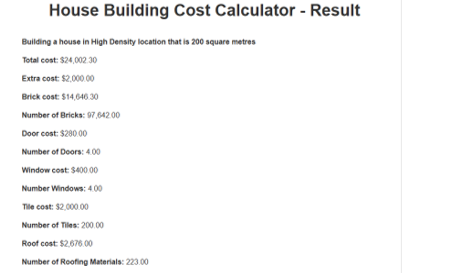 House Building Cost Calculator - Result
Building a house in High Density location that is 200 square metres
Total cost: $24,002.30
Extra cost: $2,000.00
Brick cost: $14,646.30
Number of Bricks: 97,642.00
Door cost: $280.00
Number of Doors: 4.00
Window cost: $400.00
Number Windows: 4.00
Tile cost: $2,000.00
Number of Tiles: 200.00
Roof cost: $2,676.00
Number of Roofing Materials: 223.00